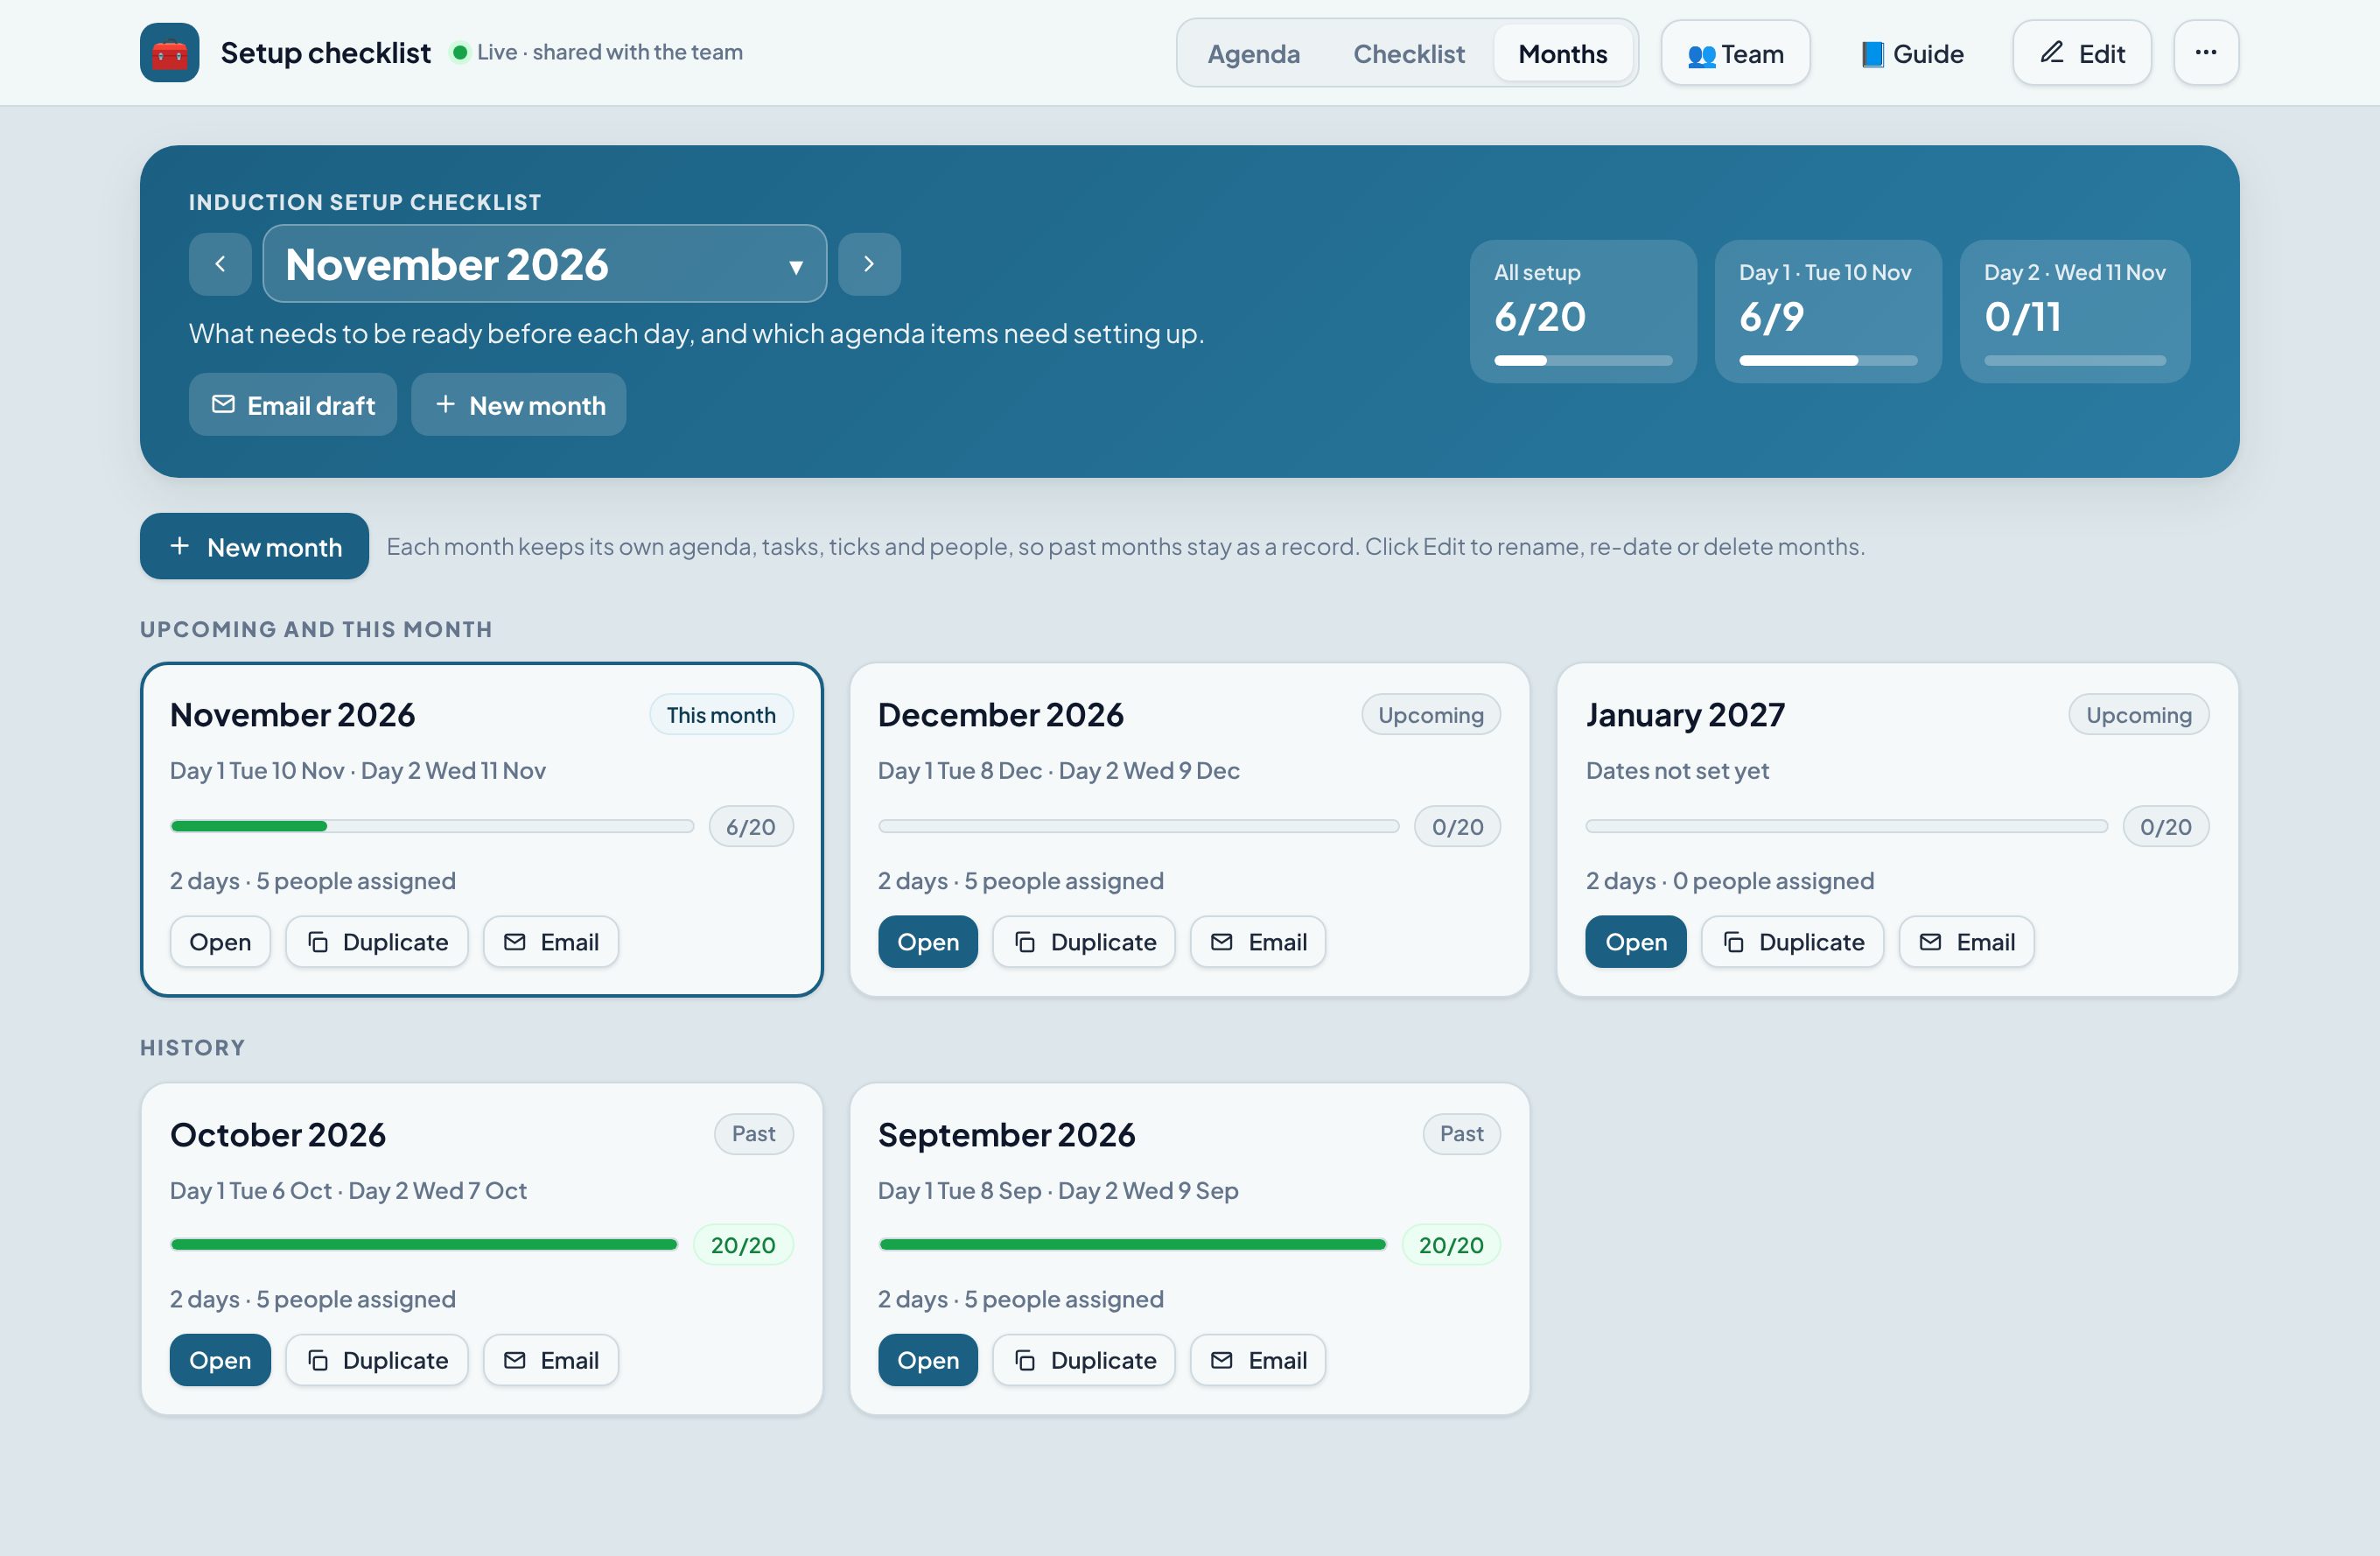 Setup checklist
Live · shared with the team
Agenda
Checklist
Months
Team
Guide
Edit
INDUCTION SETUP CHECKLIST
November 2026
What needs to be ready before each day, and which agenda items need setting up.
Email draft
New month
All setup
6/20
Day 1 · Tue 10 Nov
6/9
Day 2 · Wed 11 Nov
0/11
New month
Each month keeps its own agenda, tasks, ticks and people, so past months stay as a record. Click Edit to rename, re-date or delete months.
UPCOMING AND THIS MONTH
November 2026
This month
Day 1 Tue 10 Nov · Day 2 Wed 11 Nov
6/20
2 days · 5 people assigned
Open
Duplicate
Email
December 2026
Upcoming
Day 1 Tue 8 Dec · Day 2 Wed 9 Dec
0/20
2 days · 5 people assigned
Open
Duplicate
Email
January 2027
Upcoming
Dates not set yet
0/20
2 days · 0 people assigned
Open
Duplicate
Email
HISTORY
October 2026
Past
Day 1 Tue 6 Oct · Day 2 Wed 7 Oct
20/20
2 days · 5 people assigned
Open
Duplicate
Email
September 2026
Past
Day 1 Tue 8 Sep · Day 2 Wed 9 Sep
20/20
2 days · 5 people assigned
Open
Duplicate
Email